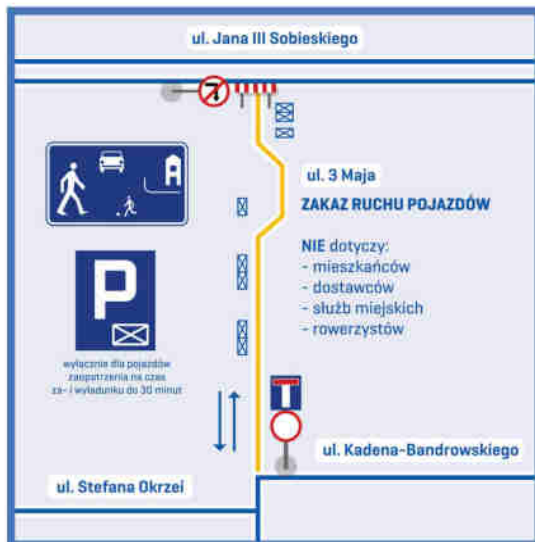 ul. Jana III Sobieskiego
ul. 3 Maja
ZAKAZ RUCHU POJAZDÓW
NIE dotyczy:
- mieszkańców
- dostawców
- służb miejskich
- rowerzystów
P
wyłącznie dla pojazdów
zaopatrzenia na czas
za- i wyładunku do 30 minut
ul. Kadena-Bandrowskiego
ul. Stefana Okrzei